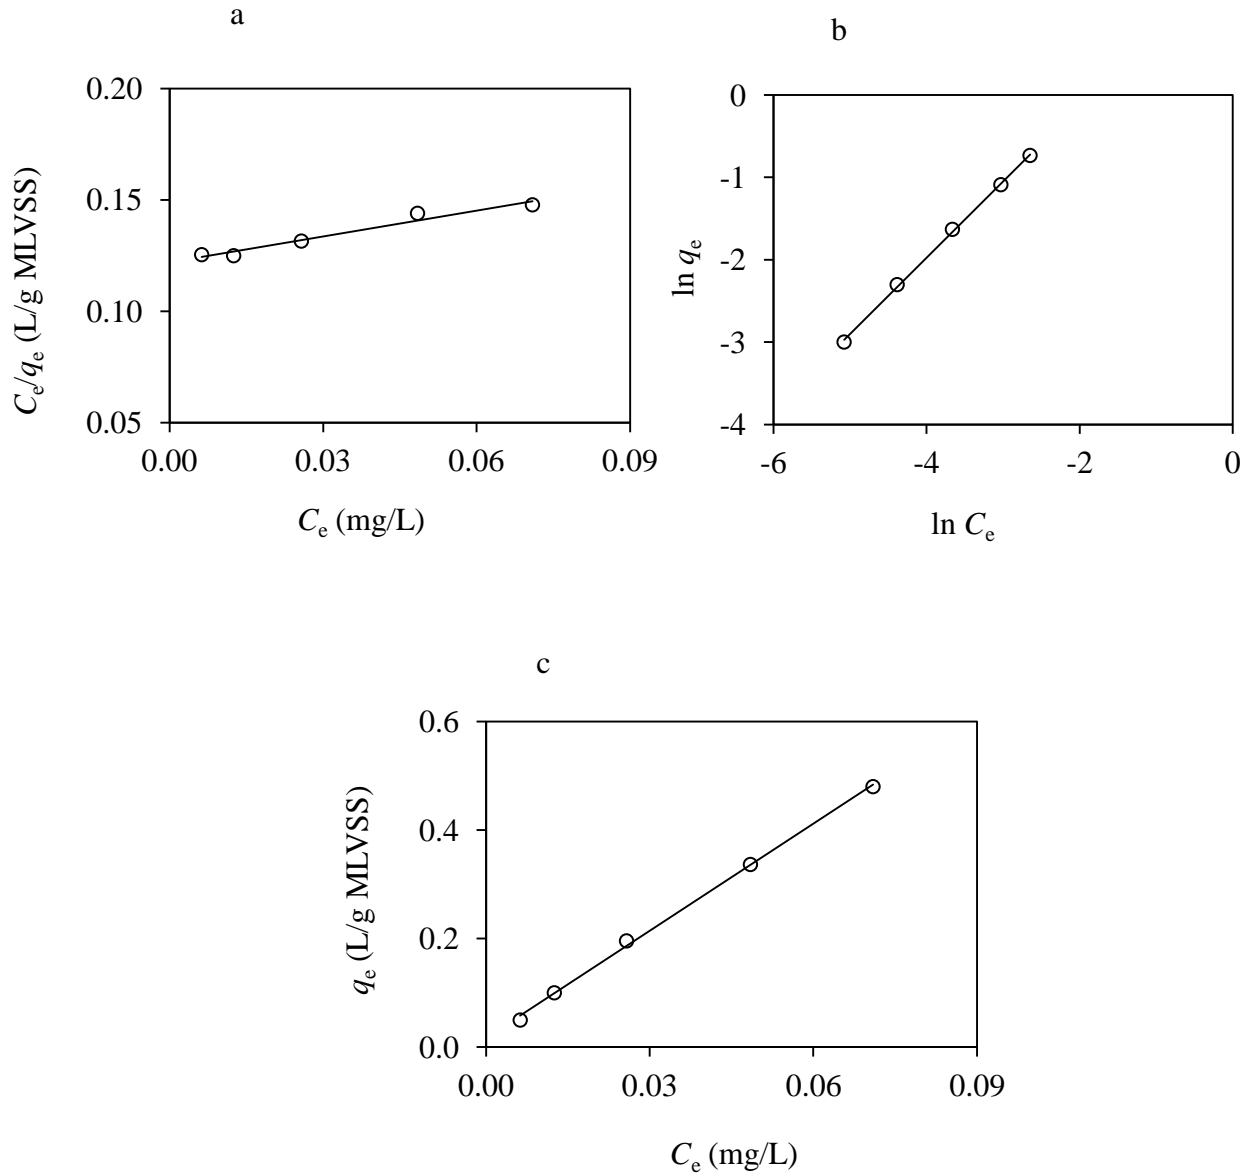 a
0.20
0.15
0.10
0.05
0.00 0.03 0.06 0.09
Ce/qe (L/g MLVSS)
Ce (mg/L)
b
0
-1
-2
-3
-4
-6 -4 -2 0
ln qe
ln Ce
c
0.6
0.4
0.2
0.0
0.00 0.03 0.06 0.09
qe (L/g MLVSS)
Ce (mg/L)